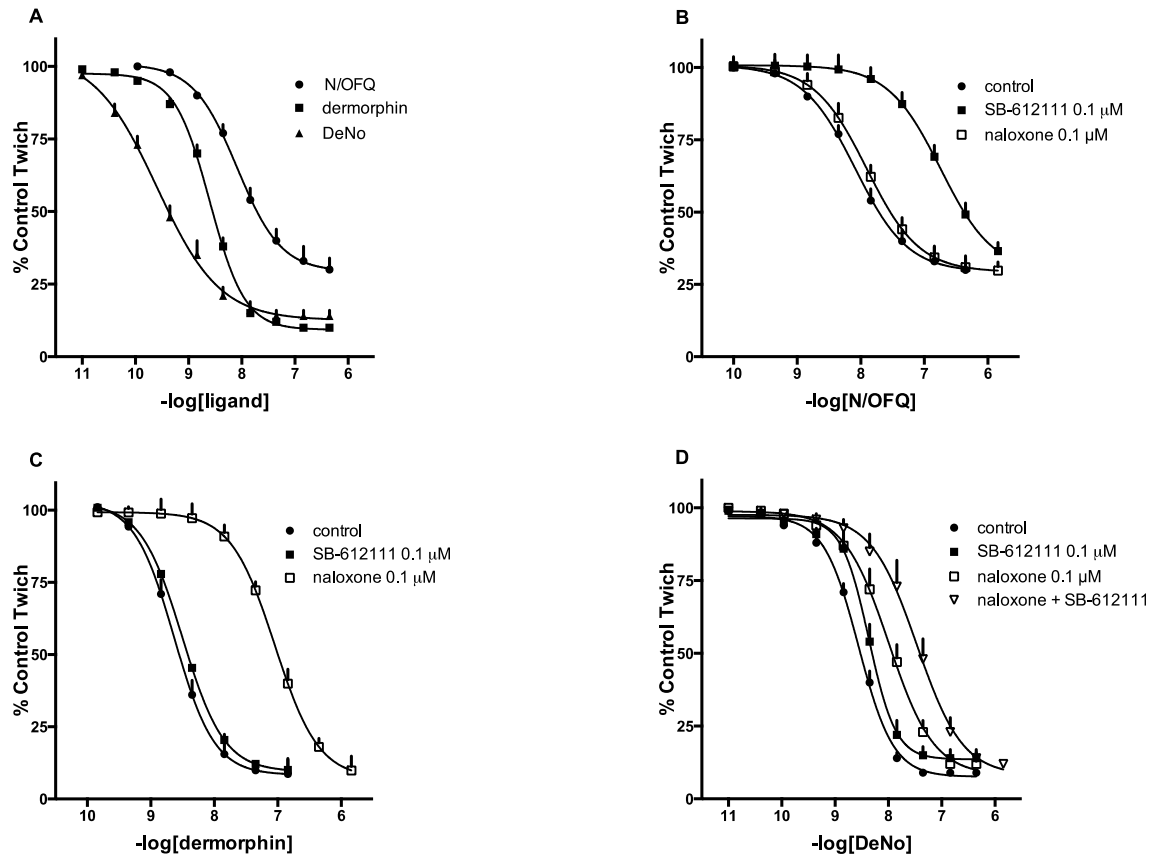 A
% Control Twich
100
75
50
25
0
11 10 9 8 7 6
-log[ligand]
N/OFQ
dermorphin
DeNo
B
% Control Twich
100
75
50
25
0
10 9 8 7 6
-log[N/OFQ]
control
SB-612111 0.1 μM
naloxone 0.1 µM
C
% Control Twich
100
75
50
25
0
10 9 8 7 6
-log[dermorphin]
control
SB-612111 0.1 μM
naloxone 0.1 µM
D
% Control Twich
100
75
50
25
0
11 10 9 8 7 6
-log[DeNo]
control
SB-612111 0.1 μM
naloxone 0.1 µM
naloxone + SB-612111